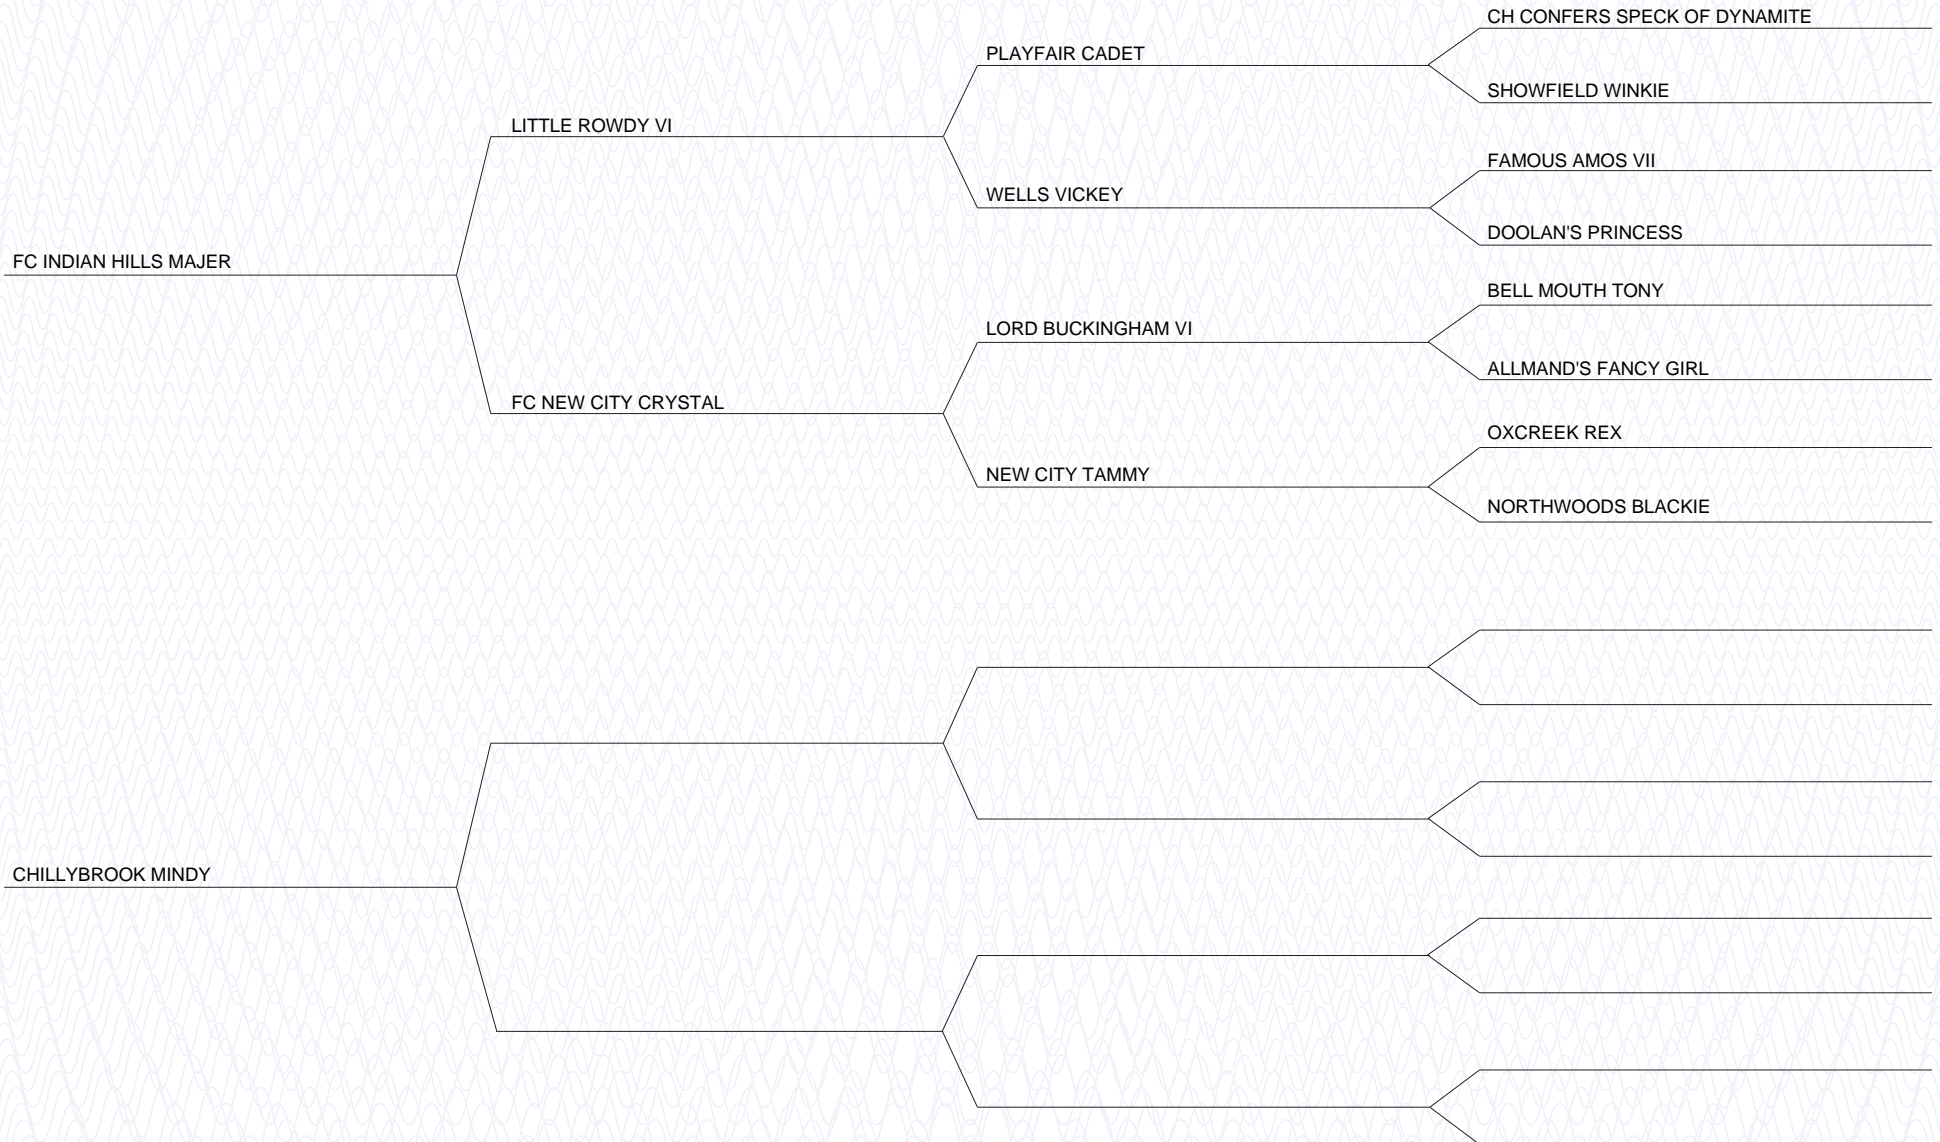 CH CONFERS SPECK OF DYNAMITE
PLAYFAIR CADET
SHOWFIELD WINKIE
LITTLE ROWDY VI
FAMOUS AMOS VII
WELLS VICKEY
DOOLAN'S PRINCESS
FC INDIAN HILLS MAJER
BELL MOUTH TONY
LORD BUCKINGHAM VI
ALLMAND'S FANCY GIRL
FC NEW CITY CRYSTAL
OXCREEK REX
NEW CITY TAMMY
NORTHWOODS BLACKIE
CHILLYBROOK MINDY